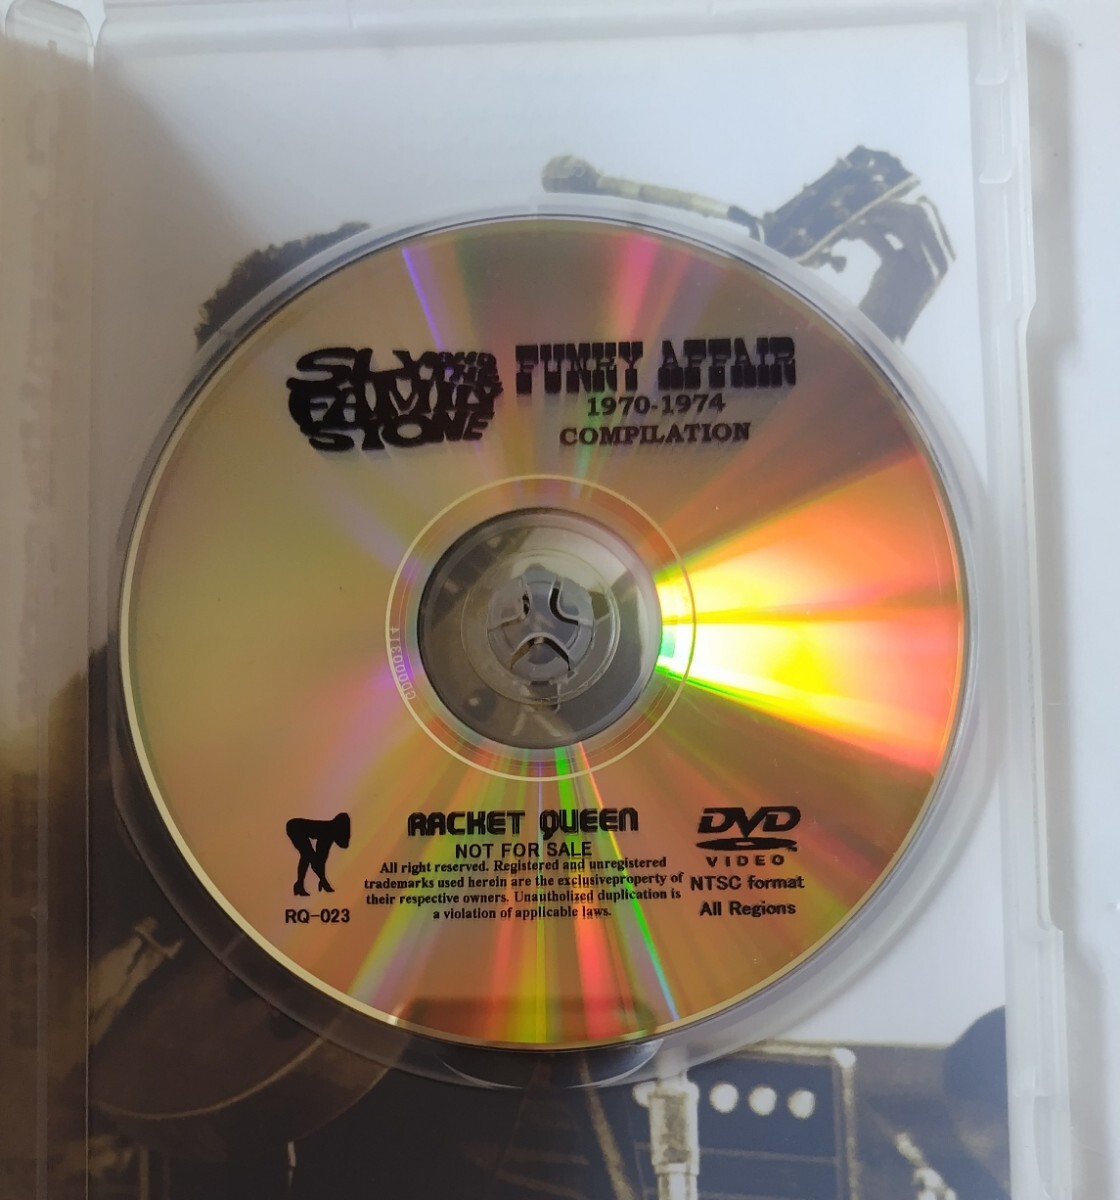 SLY AND THE FAMILY STONE
FUNKY AFFAIR
1970-1974
COMPILATION
GD000314
RACKET QUEEN
NOT FOR SALE
All right reserved. Registered and unregistered
trademarks used herein are the exclusiveproperty of
their respective owners. Unautholized duplication is
a violation of applicable laws.
RQ-023
DVD
VIDEO
NTSC format
All Regions